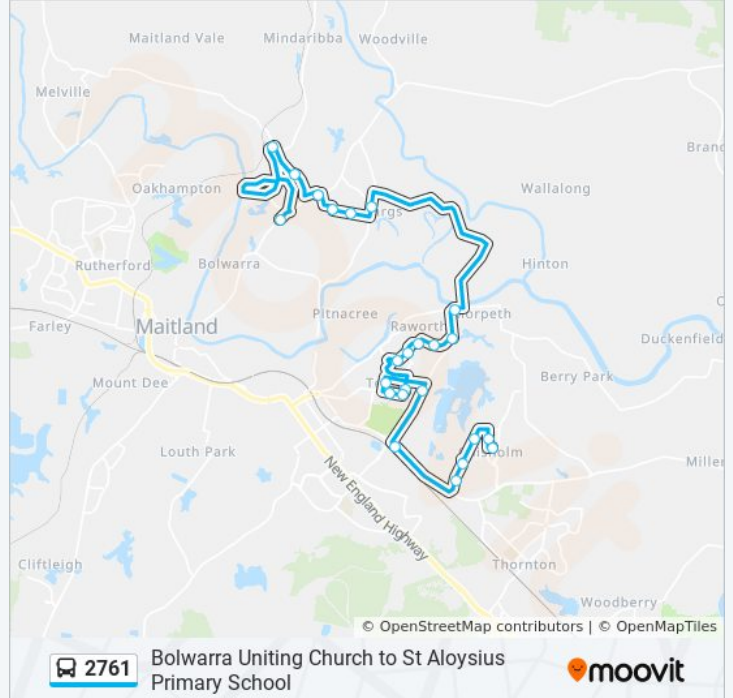 Maitland Vale
Mindaribba
Woodville
Melville
Brand
Oakhampton
Wallalong
Rutherford
Bolwarra
Hinton
Pitnacree
Raworth
Farley
Maitland
Duckenfield
Mount Dee
Berry Park
Louth Park
Miller
New England Highway
Cliftleigh
Thornton
Woodberry
© OpenStreetMap contributors | © OpenMapTiles
2761
Bolwarra Uniting Church to St Aloysius
Primary School
moovit